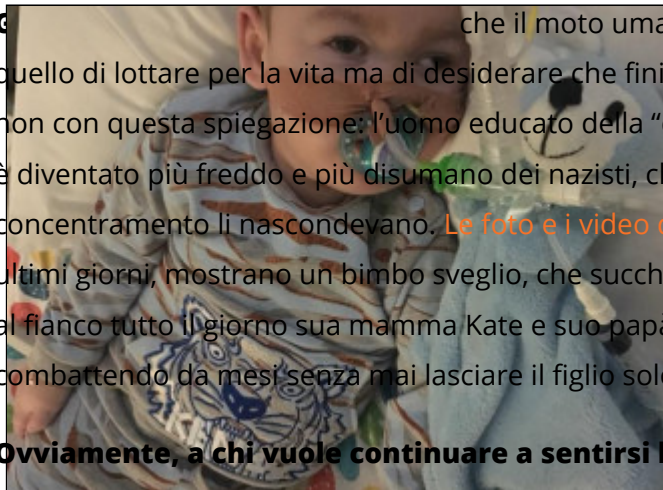 che il moto uma
quello di lottare per la vita ma di desiderare che fini
non con questa spiegazione: l'uomo educato della “
è diventato più freddo e più disumano dei nazisti, c
concentramento li nascondevano. Le foto e i video
ultimi giorni, mostrano un bimbo sveglio, che succh
al fianco tutto il giorno sua mamma Kate e suo papà
combattendo da mesi senza mai lasciare il figlio solo
Ovviamente, a chi vuole continuare a sentirsi
KENZO